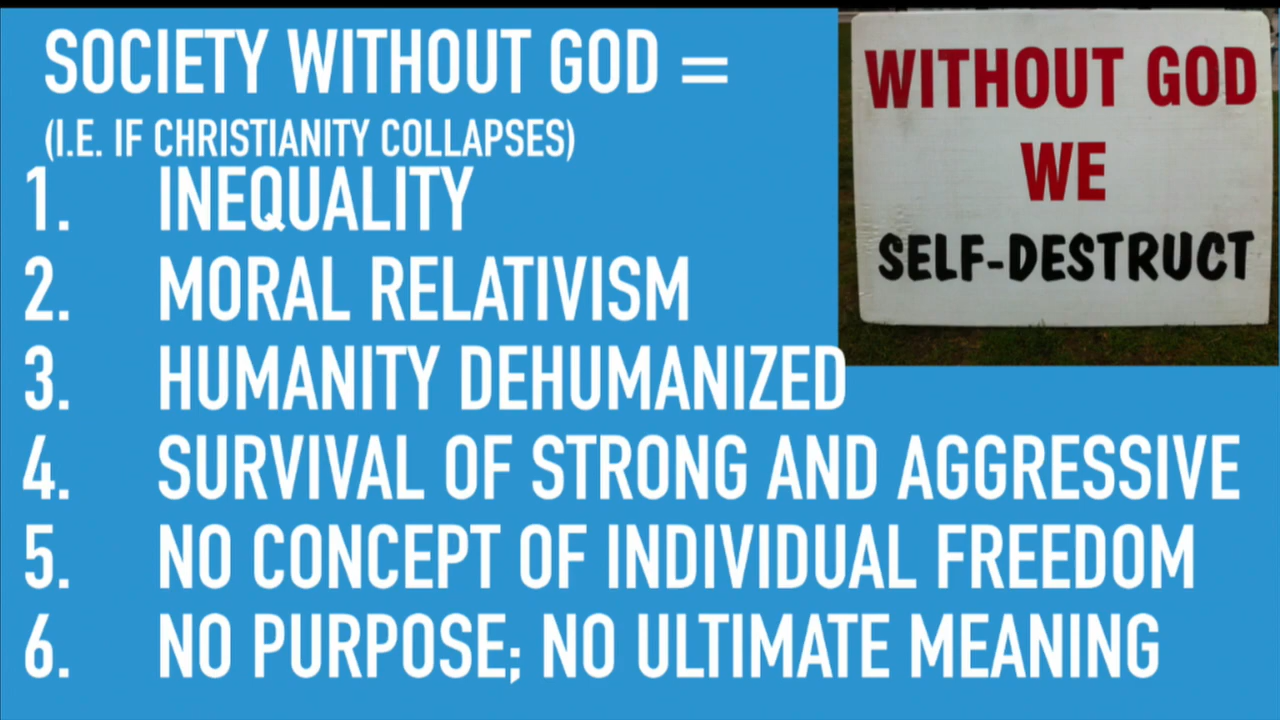 SOCIETY WITHOUT GOD =
(I.E. IF CHRISTIANITY COLLAPSES)
1. INEQUALITY
2. MORAL RELATIVISM
3. HUMANITY DEHUMANIZED
4. SURVIVAL OF STRONG AND AGGRESSIVE
5. NO CONCEPT OF INDIVIDUAL FREEDOM
6. NO PURPOSE; NO ULTIMATE MEANING
WITHOUT GOD
WE
SELF-DESTRUCT